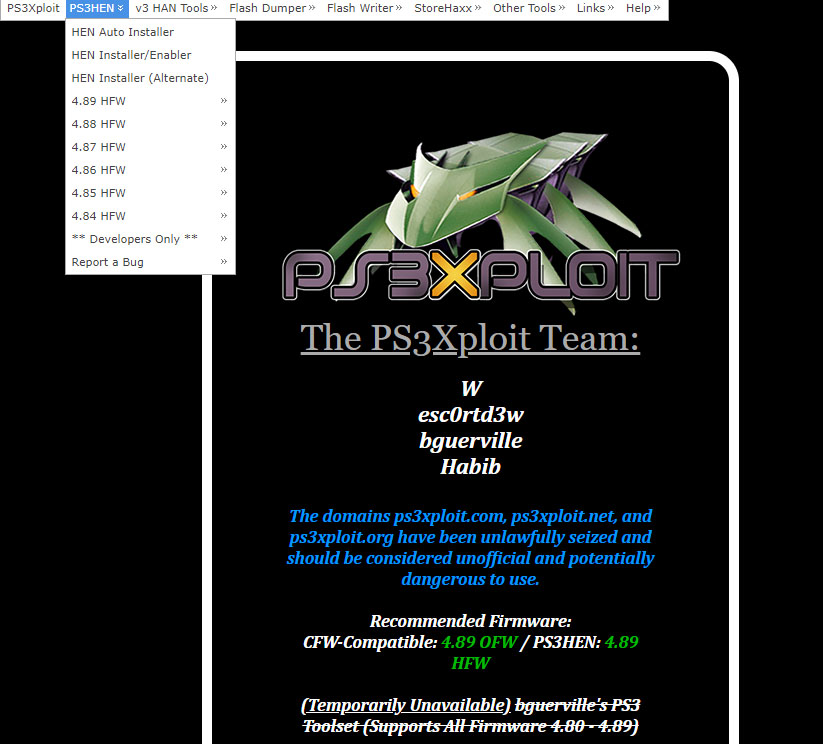 PS3Xploit PS3HEN v3 HAN Tools » Flash Dumper » Flash Writer » StoreHaxx » Other Tools » Links » Help »
HEN Auto Installer
HEN Installer/Enabler
HEN Installer (Alternate)
4.89 HFW »
4.88 HFW »
4.87 HFW »
4.86 HFW »
4.85 HFW »
4.84 HFW »
** Developers Only ** »
Report a Bug »
PS3XPLOIT
The PS3Xploit Team:
W
esc0rtd3w
bguerville
Habib
The domains ps3xploit.com, ps3xploit.net, and
ps3xploit.org have been unlawfully seized and
should be considered unofficial and potentially
dangerous to use.
Recommended Firmware:
CFW-Compatible: 4.89 OFW / PS3HEN: 4.89
HFW
(Temporarily Unavailable) bguerville's PS3
Toolset (Supports All Firmware 4.80 - 4.89)